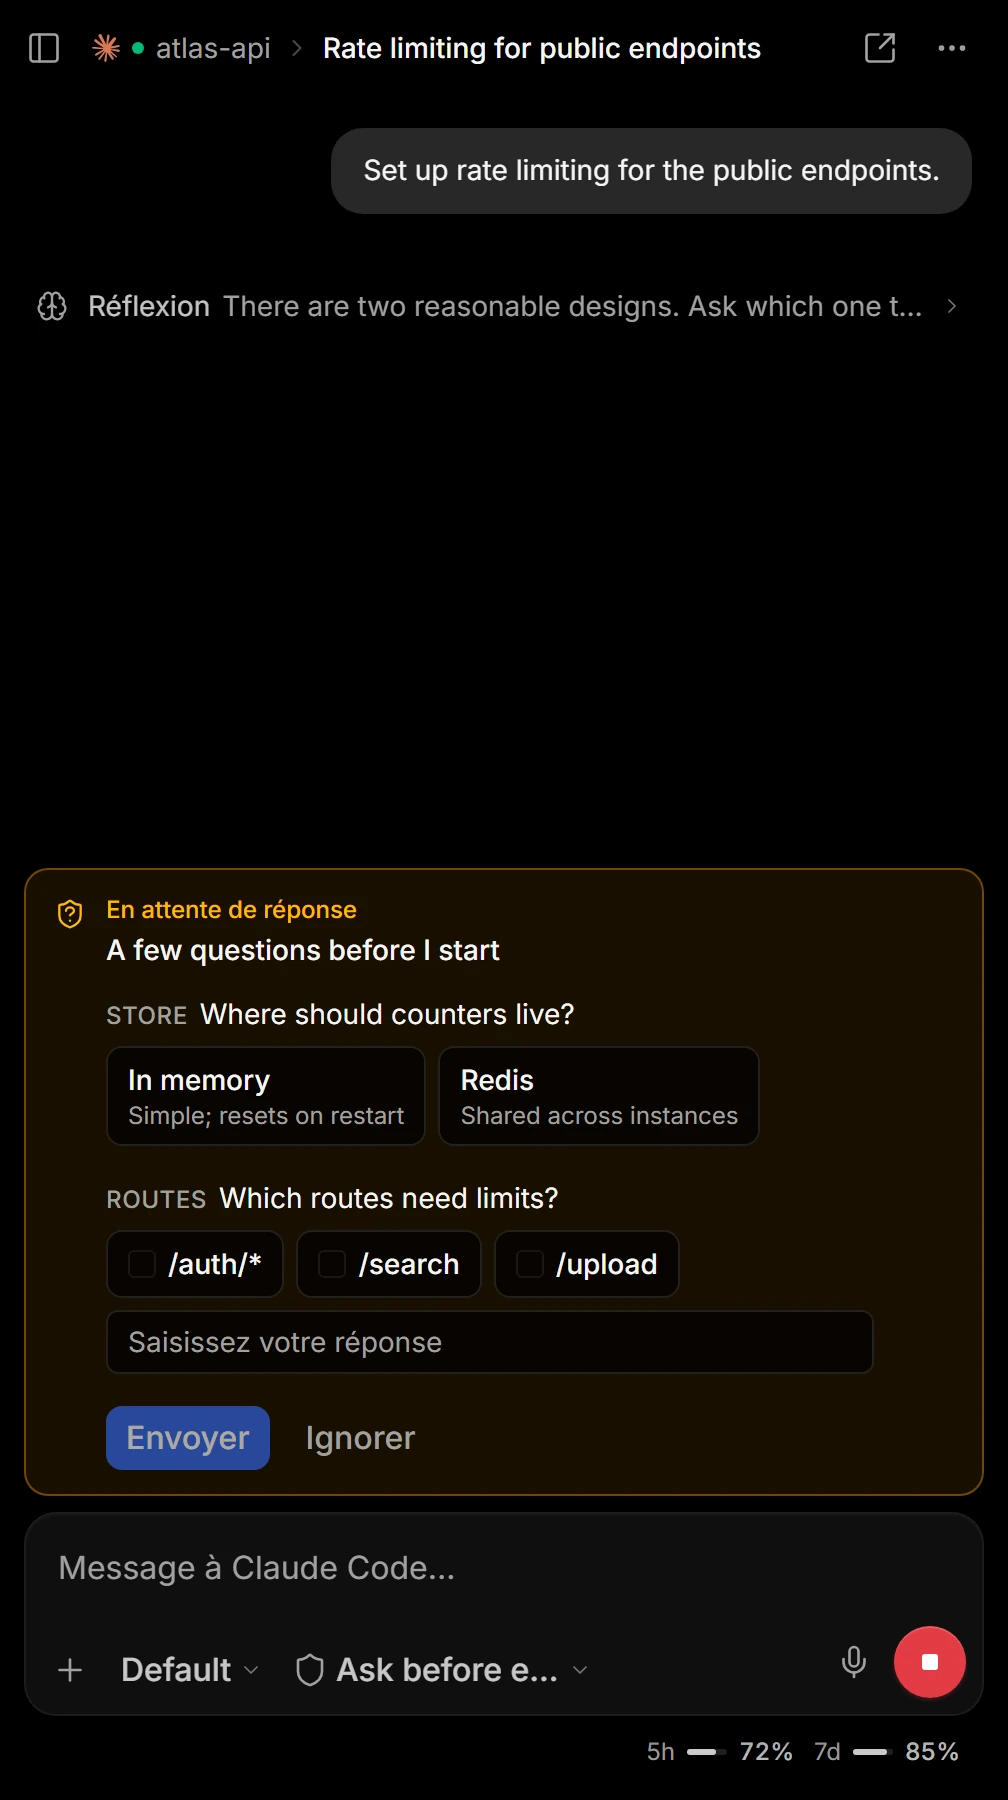 atlas-api > Rate limiting for public endpoints
Set up rate limiting for the public endpoints.
Réflexion There are two reasonable designs. Ask which one t...
En attente de réponse
A few questions before I start
STORE Where should counters live?
In memory Redis
Simple; resets on restart Shared across instances
ROUTES Which routes need limits?
/auth/* /search /upload
Saisissez votre réponse
Envoyer Ignorer
Message à Claude Code...
Default Ask before e...
5h 72% 7d 85%